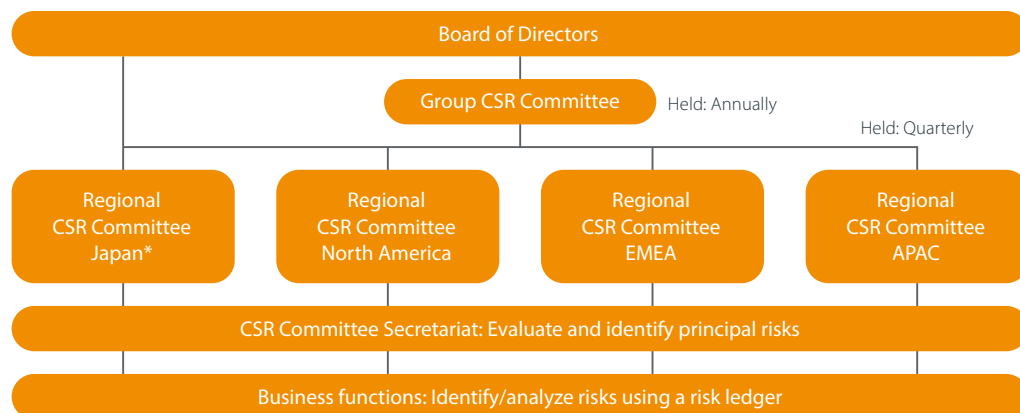 Board of Directors
Group CSR Committee
Held: Annually
Held: Quarterly
Regional
CSR Committee
Japan*
Regional
CSR Committee
North America
Regional
CSR Committee
EMEA
Regional
CSR Committee
APAC
CSR Committee Secretariat: Evaluate and identify principal risks
Business functions: Identify/analyze risks using a risk ledger